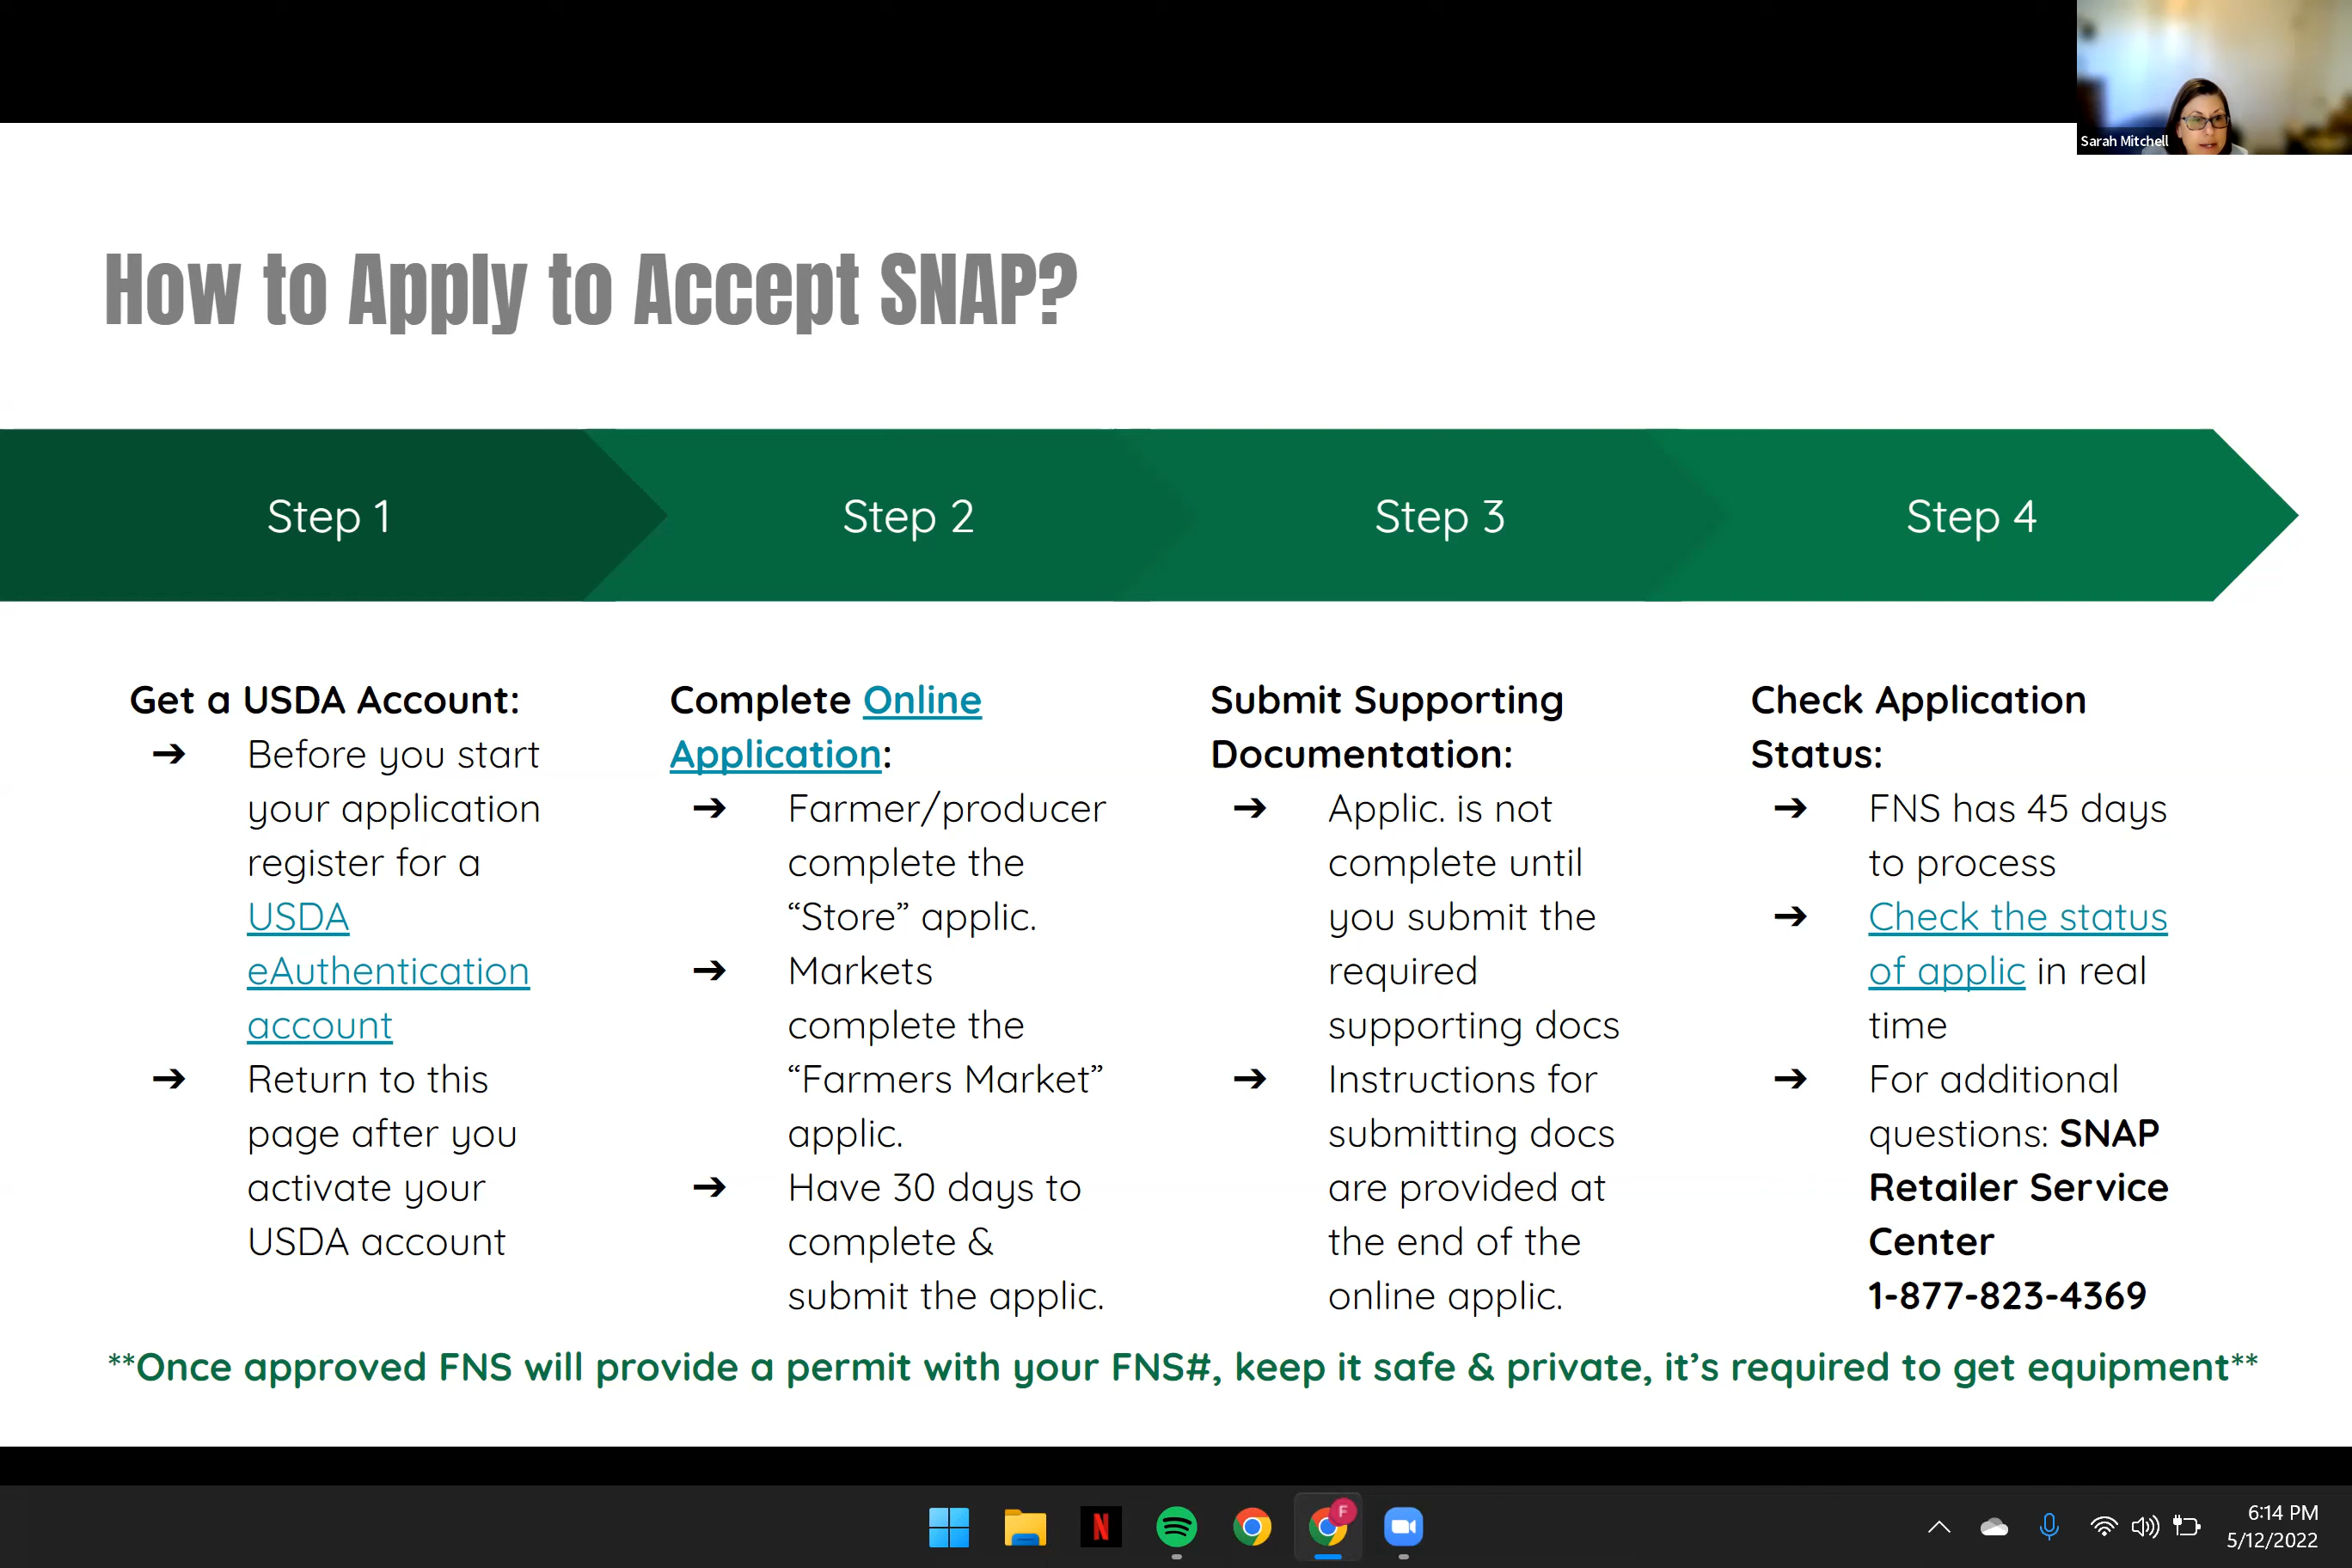 Sarah Mitchell
How to Apply to Accept SNAP?
Step 1
Step 2
Step 3
Step 4
Get a USDA Account:
➔ Before you start
your application
register for a
USDA
eAuthentication
account
➔ Return to this
page after you
activate your
USDA account
Complete Online
Application:
➔ Farmer/producer
complete the
“Store” applic.
➔ Markets
complete the
“Farmers Market”
applic.
➔ Have 30 days to
complete &
submit the applic.
Submit Supporting
Documentation:
➔ Applic. is not
complete until
you submit the
required
supporting docs
➔ Instructions for
submitting docs
are provided at
the end of the
online applic.
Check Application
Status:
➔ FNS has 45 days
to process
➔ Check the status
of applic in real
time
➔ For additional
questions: SNAP
Retailer Service
Center
1-877-823-4369
**Once approved FNS will provide a permit with your FNS#, keep it safe & private, it’s required to get equipment**
N
F
6:14 PM
5/12/2022